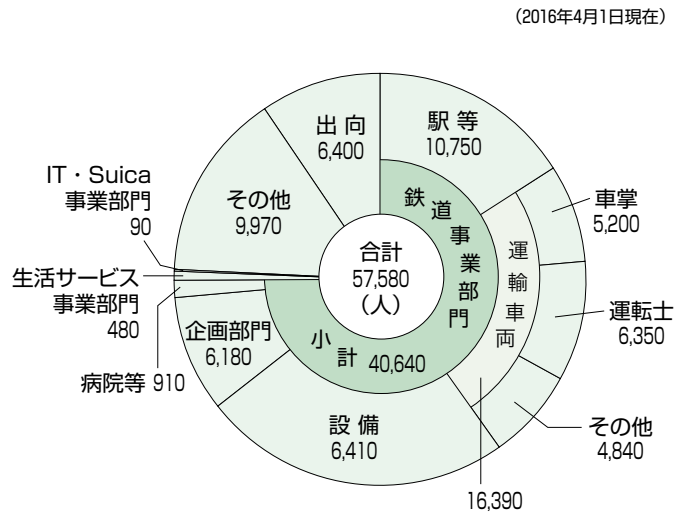 （2016年4月1日現在）
出 向
6,400
駅 等
10,750
IT・Suica
事業部門
90
その他
9,970
鉄道事業部門
車掌
5,200
合計
57,580
（人）
運輸車両
生活サービス
事業部門
480
運転士
6,350
企画部門
6,180
小計 40,640
病院等 910
設 備
6,410
その他
4,840
16,390